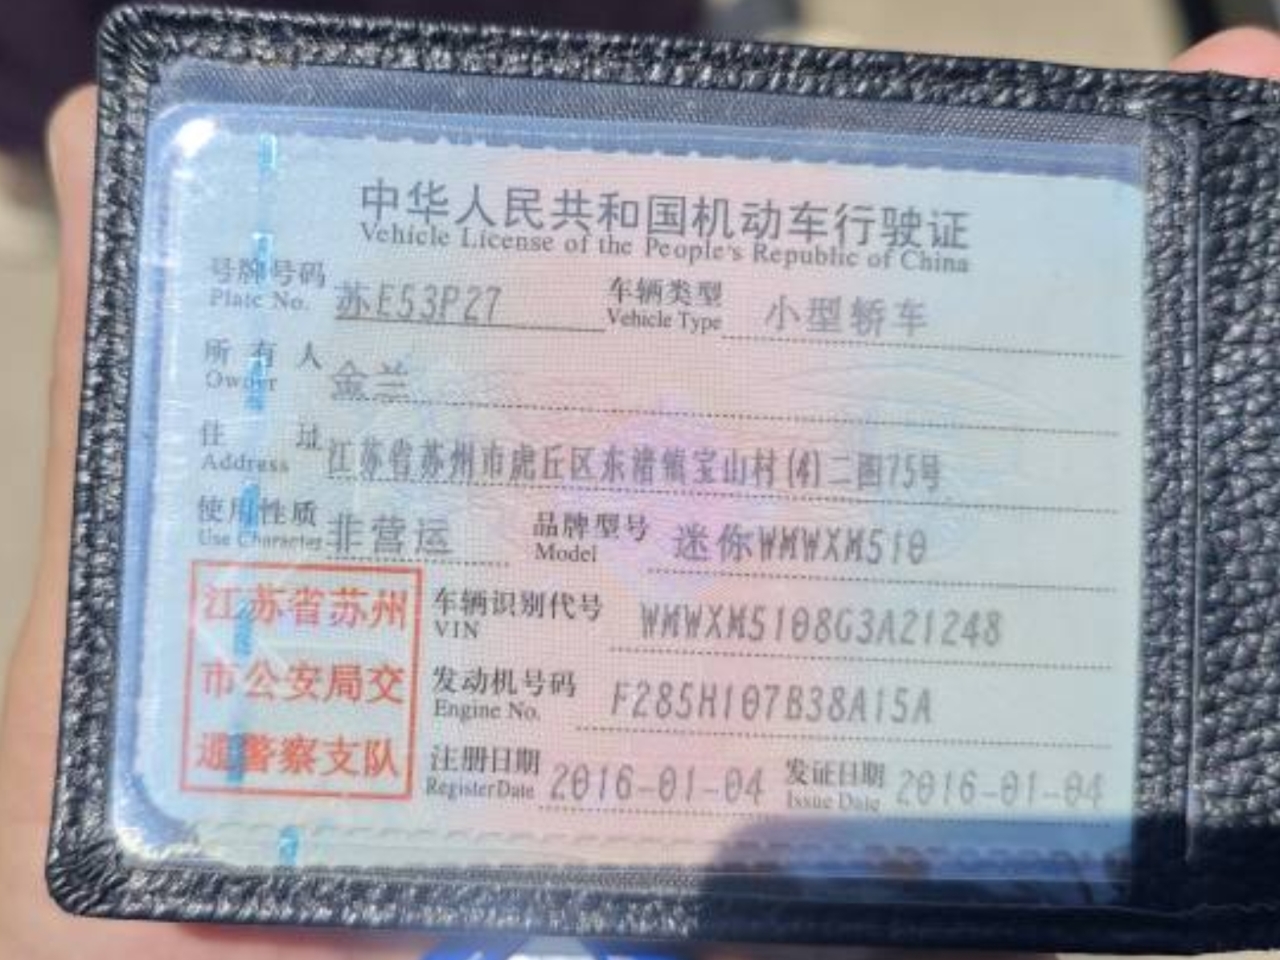 中华人民共和国机动车行驶证
Vehicle License of the People's Republic of China
号牌号码 苏E53P27 车辆类型 小型轿车
Plate No. Vehicle Type
所有人 金兰
Owner
住址 江苏省苏州市虎丘区东渚镇宝山村(4)二图75号
Address
使用性质 非营运 品牌型号 迷你WMWXM510
Use Character Model
江苏省苏州
市公安局交
通警察支队
车辆识别代号 WMWXM5108G3A21248
VIN
发动机号码 F285H107B38A15A
Engine No.
注册日期 2016-01-04 发证日期 2016-01-04
Register Date Issue Date